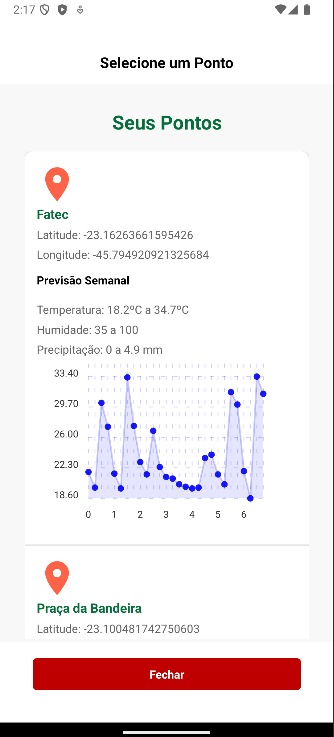 2:17
Selecione um Ponto
Seus Pontos
Fatec
Latitude: -23.16263661595426
Longitude: -45.794920921325684
Previsão Semanal
Temperatura: 18.2ºC a 34.7ºC
Humidade: 35 a 100
Precipitação: 0 a 4.9 mm
33.40
29.70
26.00
22.30
18.60
0 1 2 3 4 5 6
Praça da Bandeira
Latitude: -23.100481742750603
Fechar